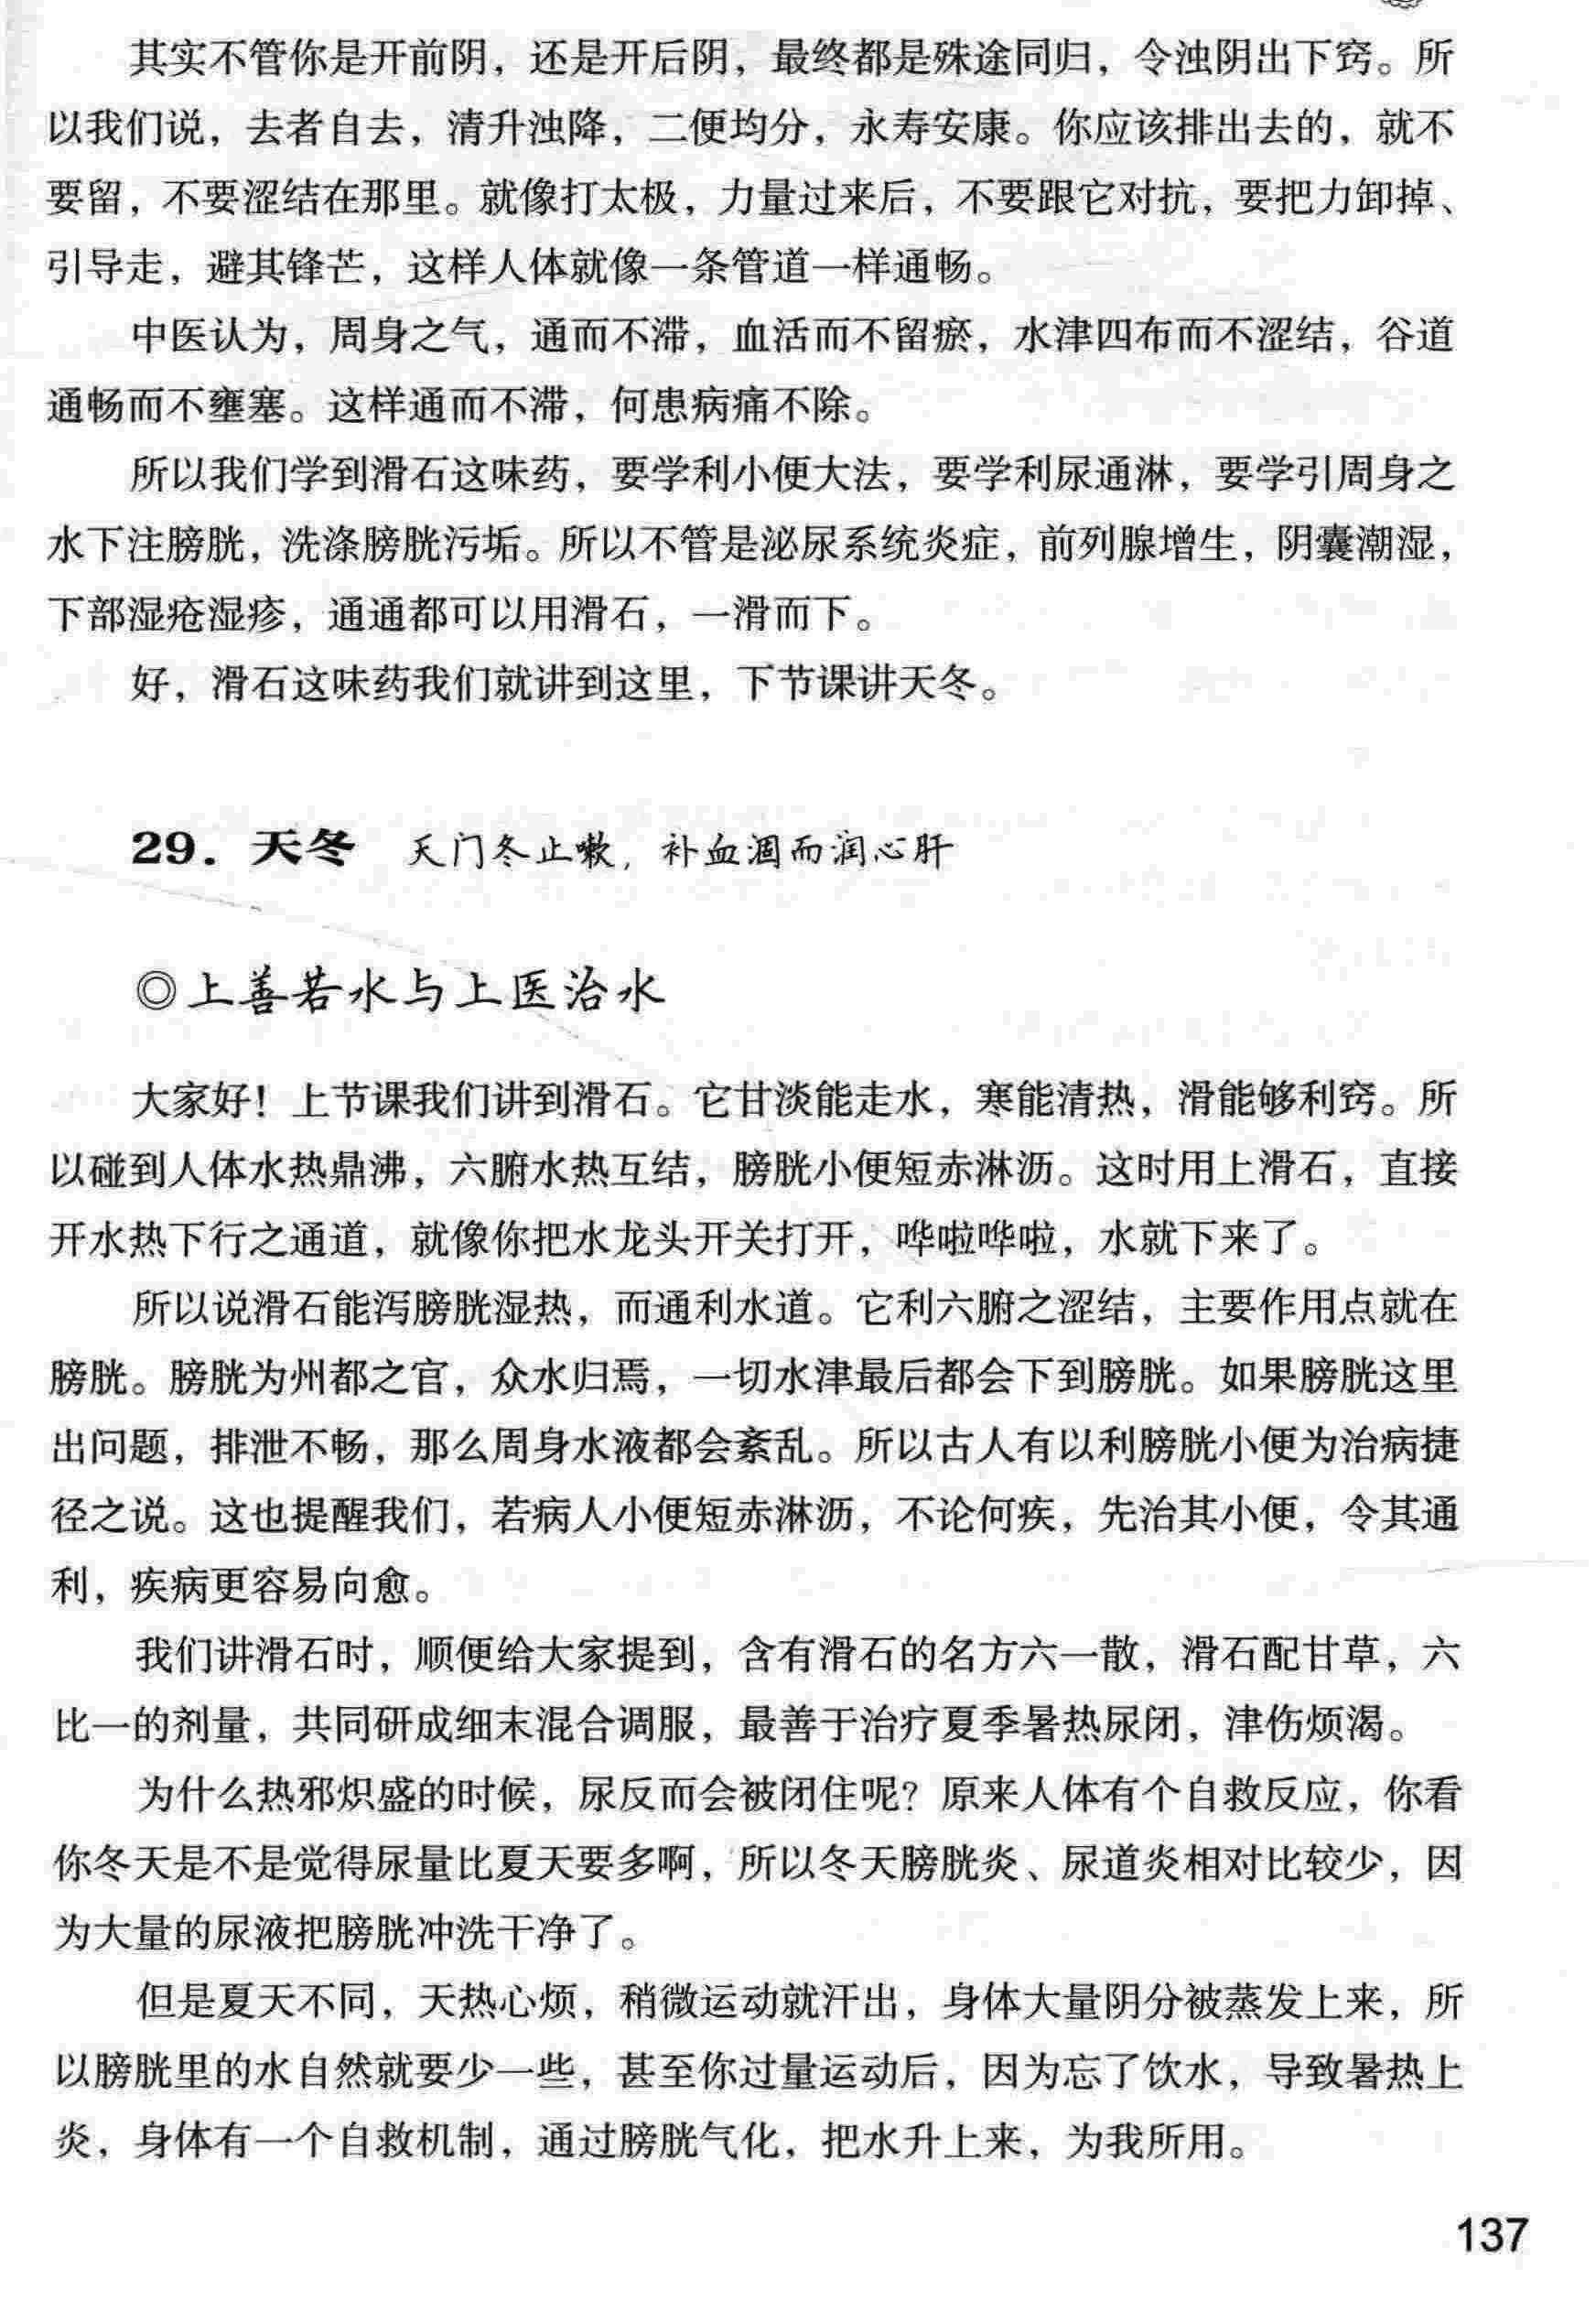 其实不管你是开前阴，还是开后阴，最终都是殊途同归，令浊阴出下窍。所
以我们说，去者自去，清升浊降，二便均分，永寿安康。你应该排出去的，就不
要留，不要涩结在那里。就像打太极，力量过来后，不要跟它对抗，要把力卸掉、
引导走，避其锋芒，这样人体就像一条管道一样通畅。
中医认为，周身之气，通而不滞，血活而不留瘀，水津四布而不涩结，谷道
通畅而不壅塞。这样通而不滞，何患病痛不除。
所以我们学到滑石这味药，要学利小便大法，要学利尿通淋，要学引周身之
水下注膀胱，洗涤膀胱污垢。所以不管是泌尿系统炎症，前列腺增生，阴囊潮湿，
下部湿疮湿疹，通通都可以用滑石，一滑而下。
好，滑石这味药我们就讲到这里，下节课讲天冬。
29．天冬 天门冬止嗽，补血涸而润心肝
◎上善若水与上医治水
大家好！上节课我们讲到滑石。它甘淡能走水，寒能清热，滑能够利窍。所
以碰到人体水热鼎沸，六腑水热互结，膀胱小便短赤淋沥。这时用上滑石，直接
开水热下行之通道，就像你把水龙头开关打开，哗啦哗啦，水就下来了。
所以说滑石能泻膀胱湿热，而通利水道。它利六腑之涩结，主要作用点就在
膀胱。膀胱为州都之官，众水归焉，一切水津最后都会下到膀胱。如果膀胱这里
出问题，排泄不畅，那么周身水液都会紊乱。所以古人有以利膀胱小便为治病捷
径之说。这也提醒我们，若病人小便短赤淋沥，不论何疾，先治其小便，令其通
利，疾病更容易向愈。
我们讲滑石时，顺便给大家提到，含有滑石的名方六一散，滑石配甘草，六
比一的剂量，共同研成细末混合调服，最善于治疗夏季暑热尿闭，津伤烦渴。
为什么热邪炽盛的时候，尿反而会被闭住呢？原来人体有个自救反应，你看
你冬天是不是觉得尿量比夏天要多啊，所以冬天膀胱炎、尿道炎相对比较少，因
为大量的尿液把膀胱冲洗干净了。
但是夏天不同，天热心烦，稍微运动就汗出，身体大量阴分被蒸发上来，所
以膀胱里的水自然就要少一些，甚至你过量运动后，因为忘了饮水，导致暑热上
炎，身体有一个自救机制，通过膀胱气化，把水升上来，为我所用。
137